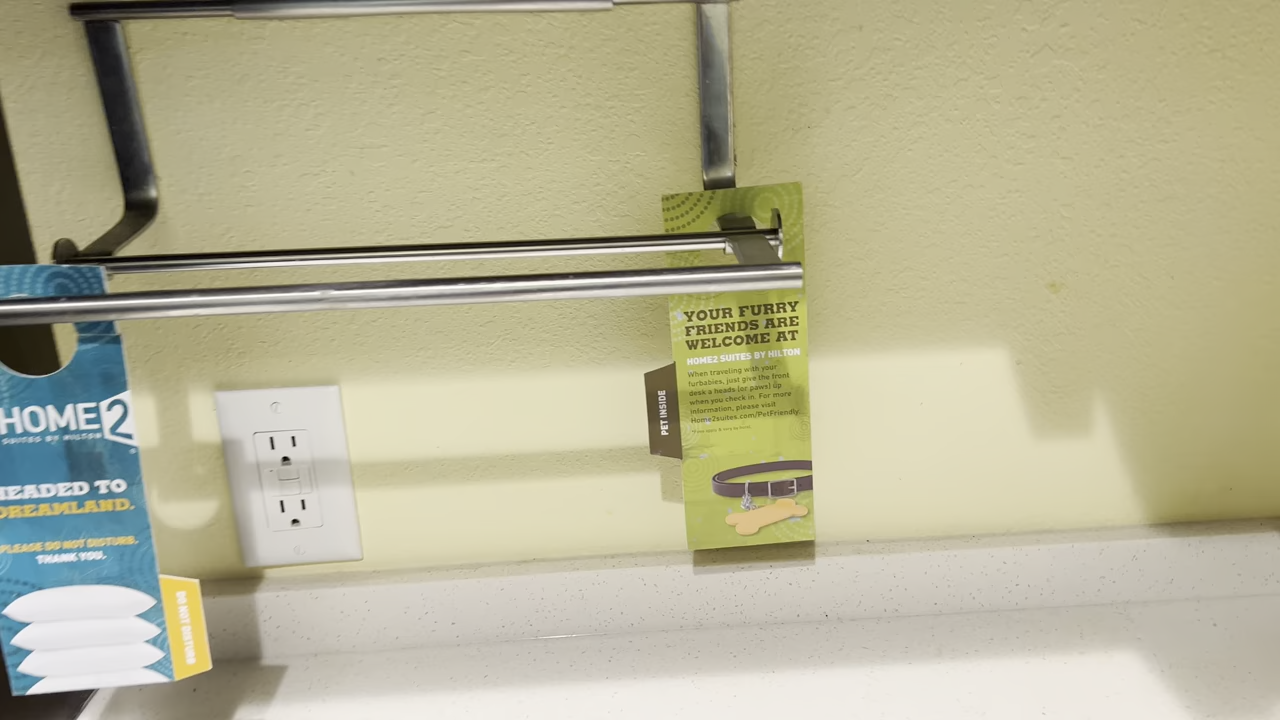 HOME2
SUITES BY HILTON
HEADED TO
DREAMLAND.
PLEASE DO NOT DISTURB.
THANK YOU.
DO NOT DISTURB
YOUR FURRY
FRIENDS ARE
WELCOME AT
HOME2 SUITES BY HILTON
When traveling with your
furbabies, just give the front
desk a heads (or paws) up
when you check in. For more
information, please visit
Home2suites.com/PetFriendly.
PET INSIDE